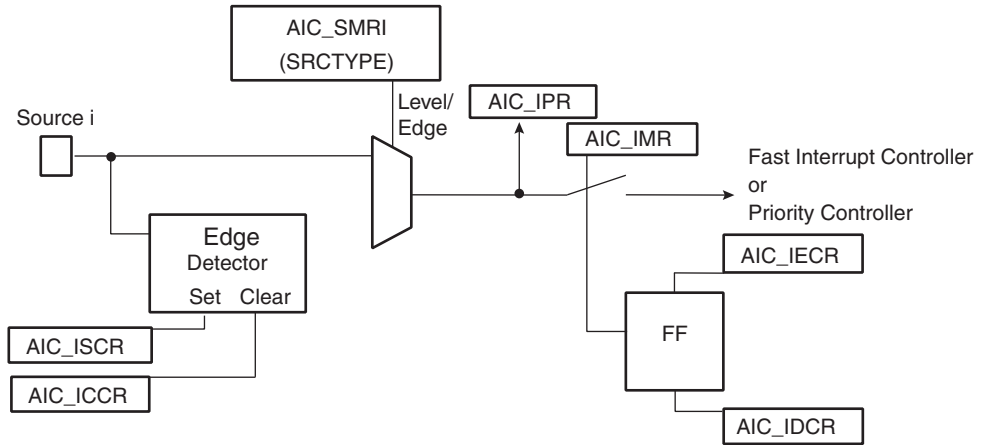 AIC_SMRI
(SRCTYPE)
Level/
Edge
AIC_IPR
AIC_IMR
Source i
Fast Interrupt Controller
or
Priority Controller
Edge
Detector
Set Clear
AIC_IECR
FF
AIC_ISCR
AIC_ICCR
AIC_IDCR